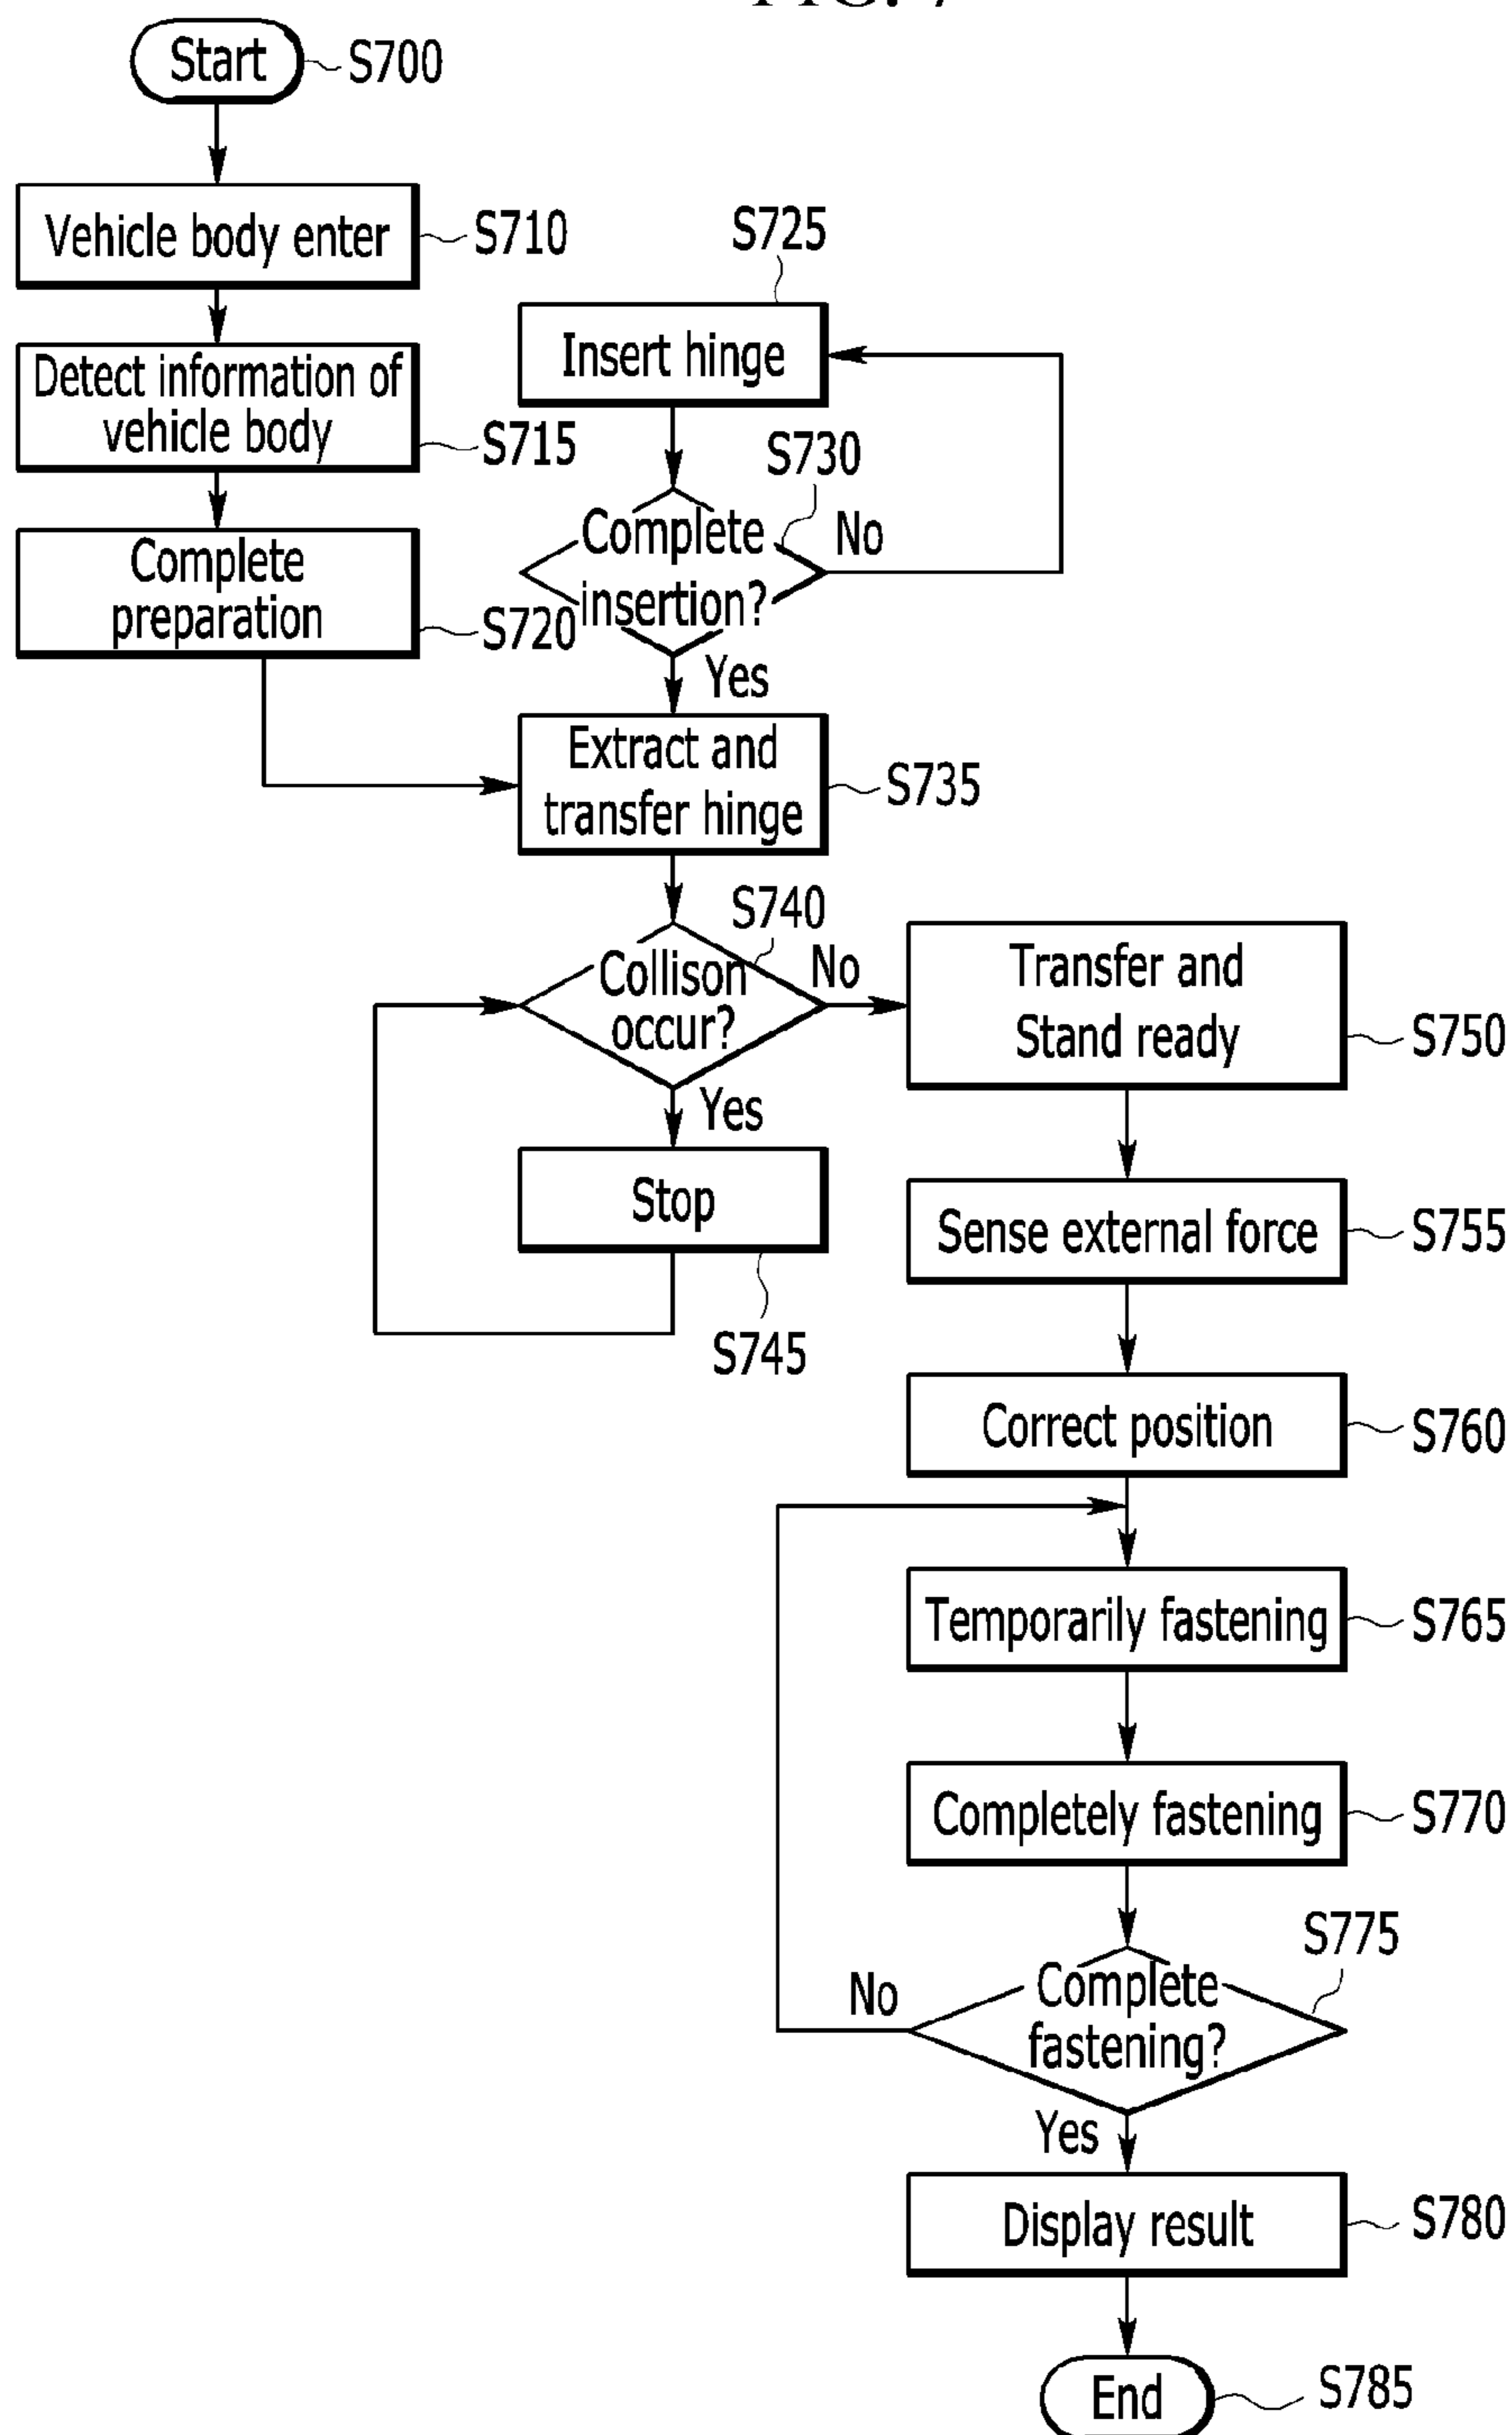 FIG. 7
Start
S700
Vehicle body enter
S710
Detect information of
vehicle body
S715
Complete
preparation
S720
S725
Insert hinge
S730
Complete
insertion?
No
Yes
Extract and
transfer hinge
S735
S740
Collison
occur?
No
Yes
Stop
S745
Transfer and
Stand ready
S750
Sense external force
S755
Correct position
S760
Temporarily fastening
S765
Completely fastening
S770
S775
Complete
fastening?
No
Yes
Display result
S780
End
S785